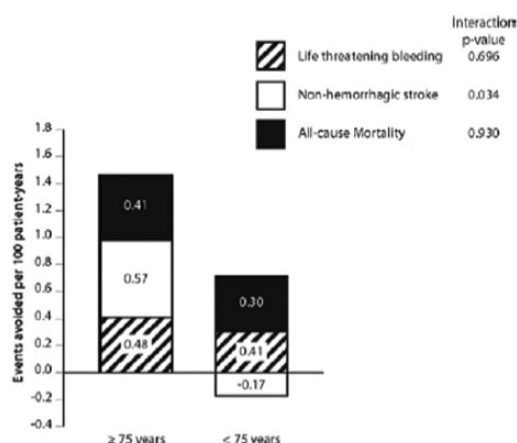 Interaction
p-value
Life threatening bleeding 0.696
Non-hemorrhagic stroke 0.034
All-cause Mortality 0.930
Events avoided per 100 patient-years
1.8
1.6
1.4
1.2
1.0
0.8
0.6
0.4
0.2
0.0
-0.2
-0.4
0.41
0.57
0.48
0.30
0.41
-0.17
≥ 75 years < 75 years